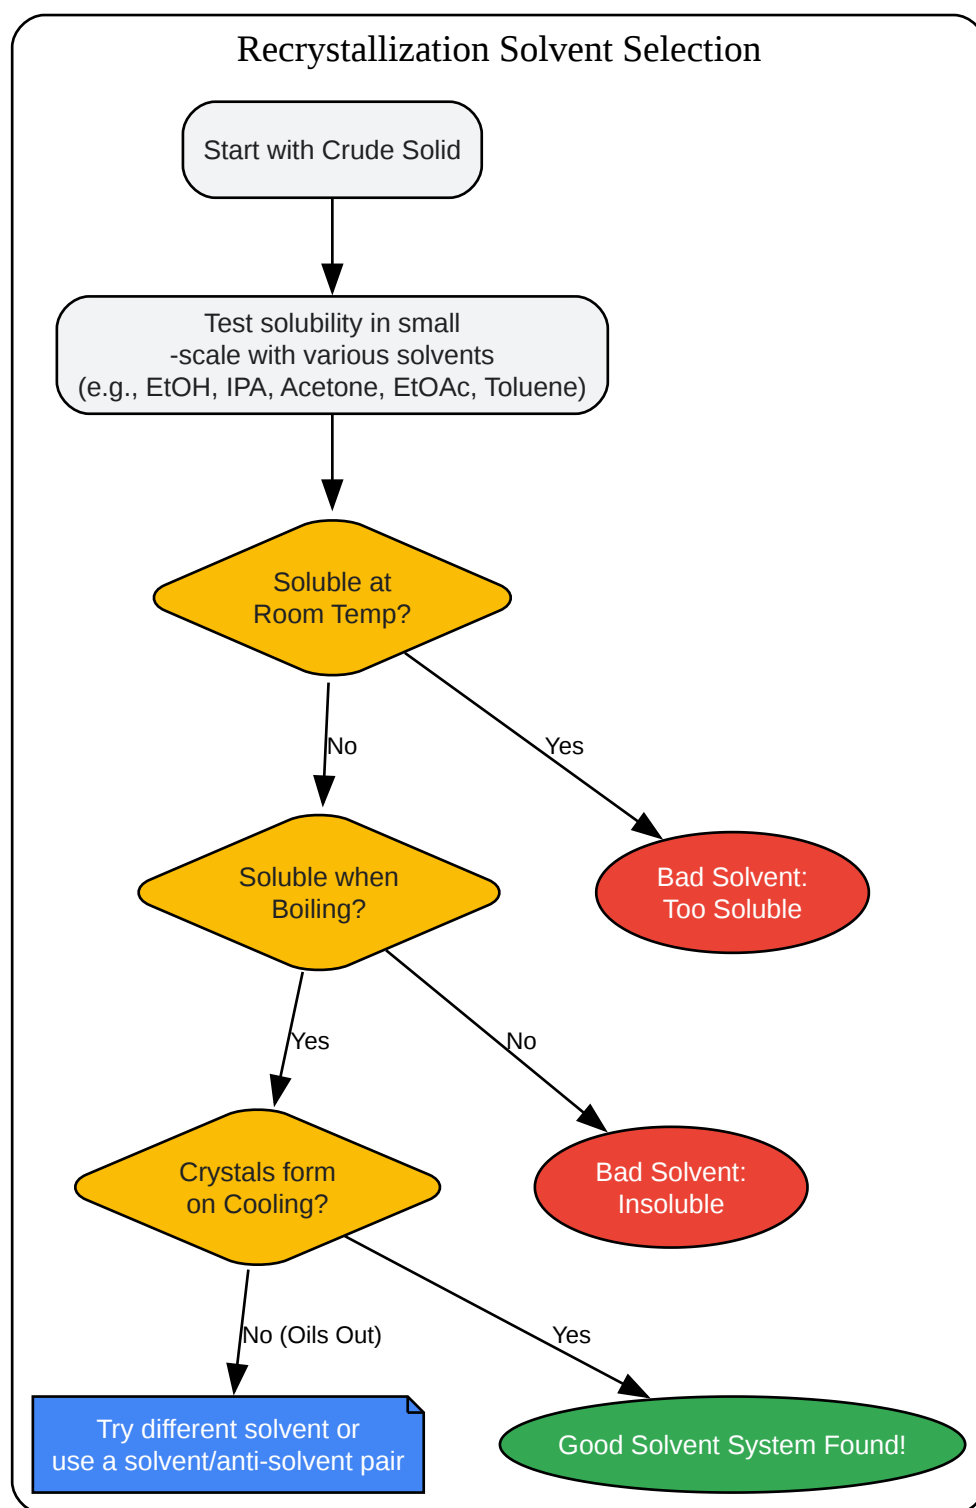 Recrystallization Solvent Selection
Start with Crude Solid
Test solubility in small
-scale with various solvents
(e.g., EtOH, IPA, Acetone, EtOAc, Toluene)
Soluble at
Room Temp?
No
Yes
Soluble when
Boiling?
Bad Solvent:
Too Soluble
Yes
No
Crystals form
on Cooling?
Bad Solvent:
Insoluble
No (Oils Out)
Yes
Try different solvent or
use a solvent/anti-solvent pair
Good Solvent System Found!